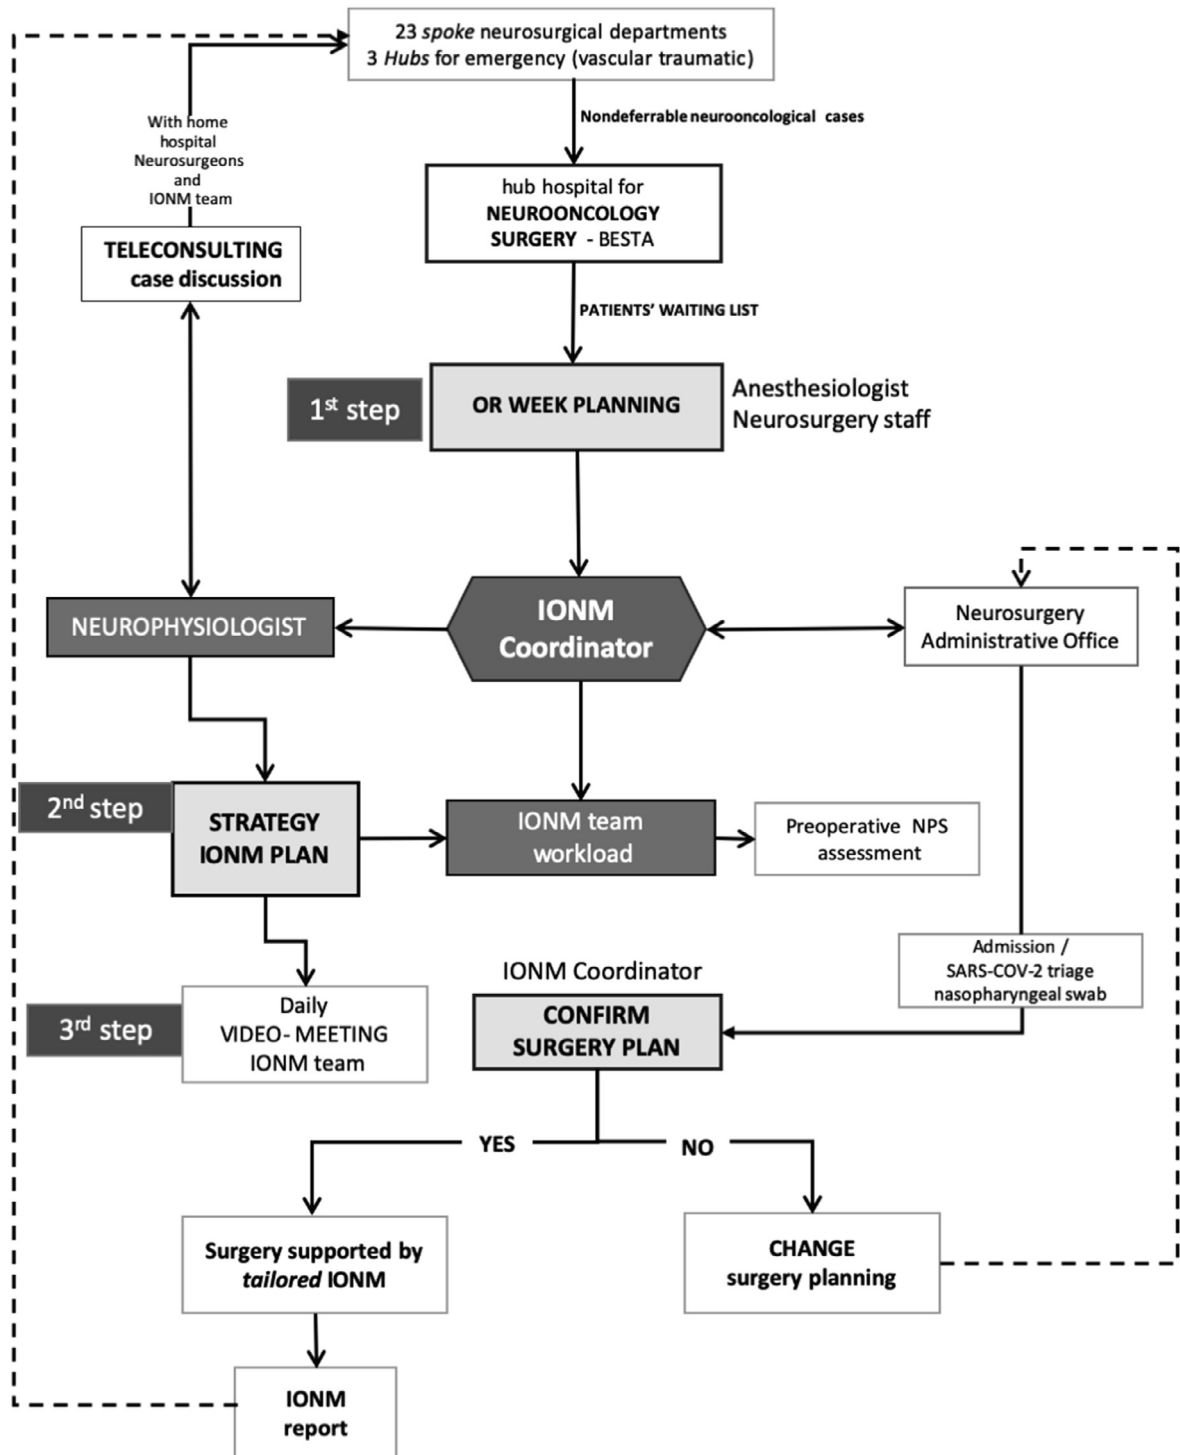 23 spoke neurosurgical departments
3 Hubs for emergency (vascular traumatic)
Nondeferrable neurooncological cases
With home
hospital
Neurosurgeons
and
IONM team
hub hospital for
NEUROONCOLOGY
SURGERY - BESTA
TELECONSULTING
case discussion
PATIENTS' WAITING LIST
1st step
OR WEEK PLANNING
Anesthesiologist
Neurosurgery staff
NEUROPHYSIOLOGIST
IONM
Coordinator
Neurosurgery
Administrative Office
2nd step
STRATEGY
IONM PLAN
IONM team
workload
Preoperative NPS
assessment
Admission /
SARS-COV-2 triage
nasopharyngeal swab
3rd step
Daily
VIDEO- MEETING
IONM team
IONM Coordinator
CONFIRM
SURGERY PLAN
YES
NO
Surgery supported by
tailored IONM
CHANGE
surgery planning
IONM
report